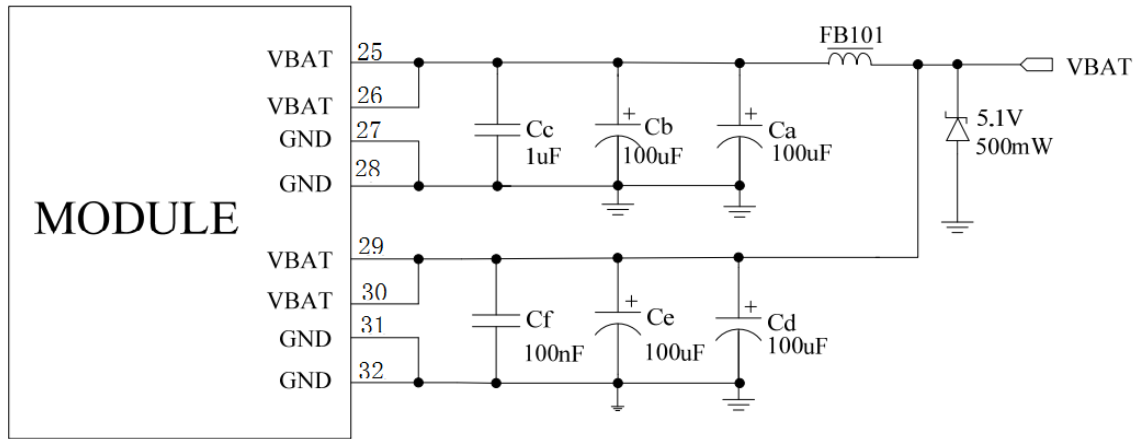 FB101
VBAT 25
VBAT
VBAT 26
GND 27
GND 28
Cc
1uF
+ Cb
100uF
+ Ca
100uF
5.1V
500mW
MODULE
VBAT 29
VBAT 30
GND 31
GND 32
Cf
100nF
+ Ce
100uF
+ Cd
100uF